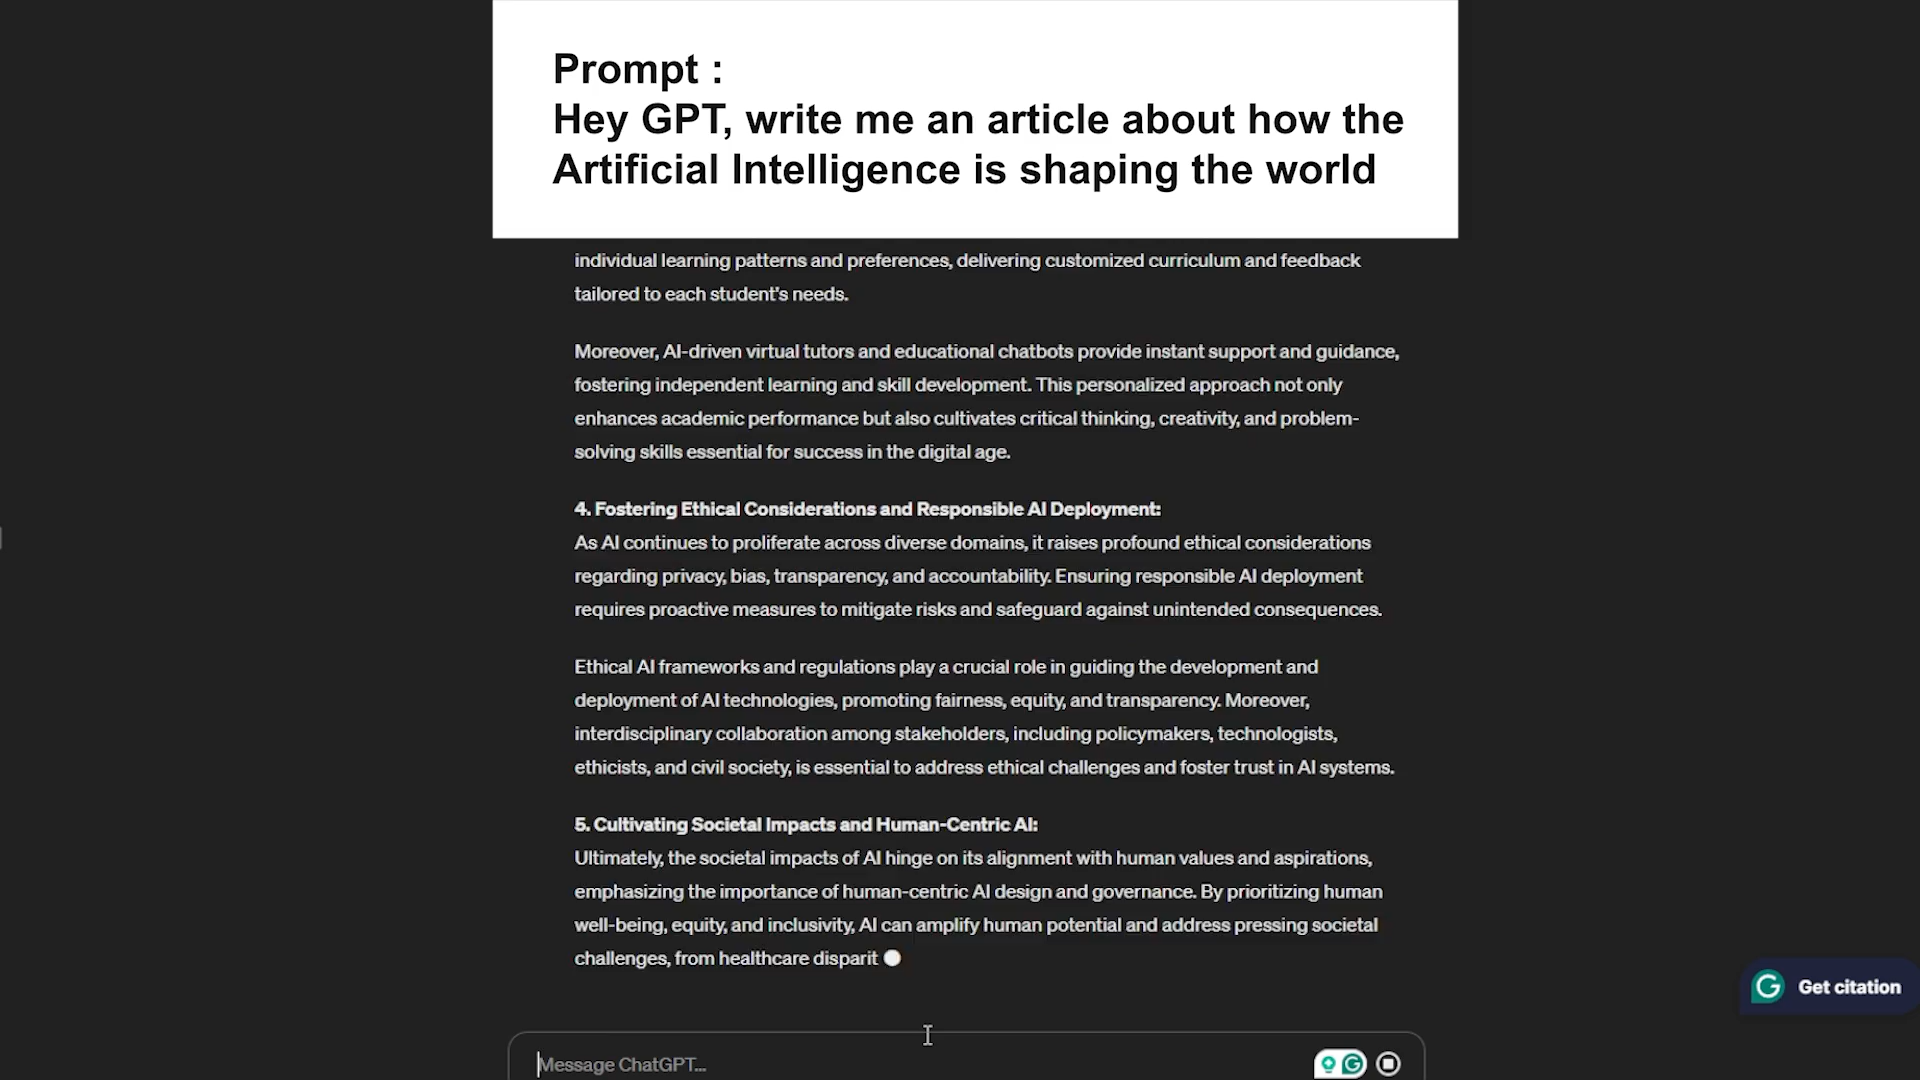 Prompt :
Hey GPT, write me an article about how the
Artificial Intelligence is shaping the world
individual learning patterns and preferences, delivering customized curriculum and feedback
tailored to each student's needs.
Moreover, AI-driven virtual tutors and educational chatbots provide instant support and guidance,
fostering independent learning and skill development. This personalized approach not only
enhances academic performance but also cultivates critical thinking, creativity, and problem-
solving skills essential for success in the digital age.
4. Fostering Ethical Considerations and Responsible AI Deployment:
As AI continues to proliferate across diverse domains, it raises profound ethical considerations
regarding privacy, bias, transparency, and accountability. Ensuring responsible AI deployment
requires proactive measures to mitigate risks and safeguard against unintended consequences.
Ethical AI frameworks and regulations play a crucial role in guiding the development and
deployment of AI technologies, promoting fairness, equity, and transparency. Moreover,
interdisciplinary collaboration among stakeholders, including policymakers, technologists,
ethicists, and civil society, is essential to address ethical challenges and foster trust in AI systems.
5. Cultivating Societal Impacts and Human-Centric AI:
Ultimately, the societal impacts of AI hinge on its alignment with human values and aspirations,
emphasizing the importance of human-centric AI design and governance. By prioritizing human
well-being, equity, and inclusivity, AI can amplify human potential and address pressing societal
challenges, from healthcare disparit
Get citation
Message ChatGPT...